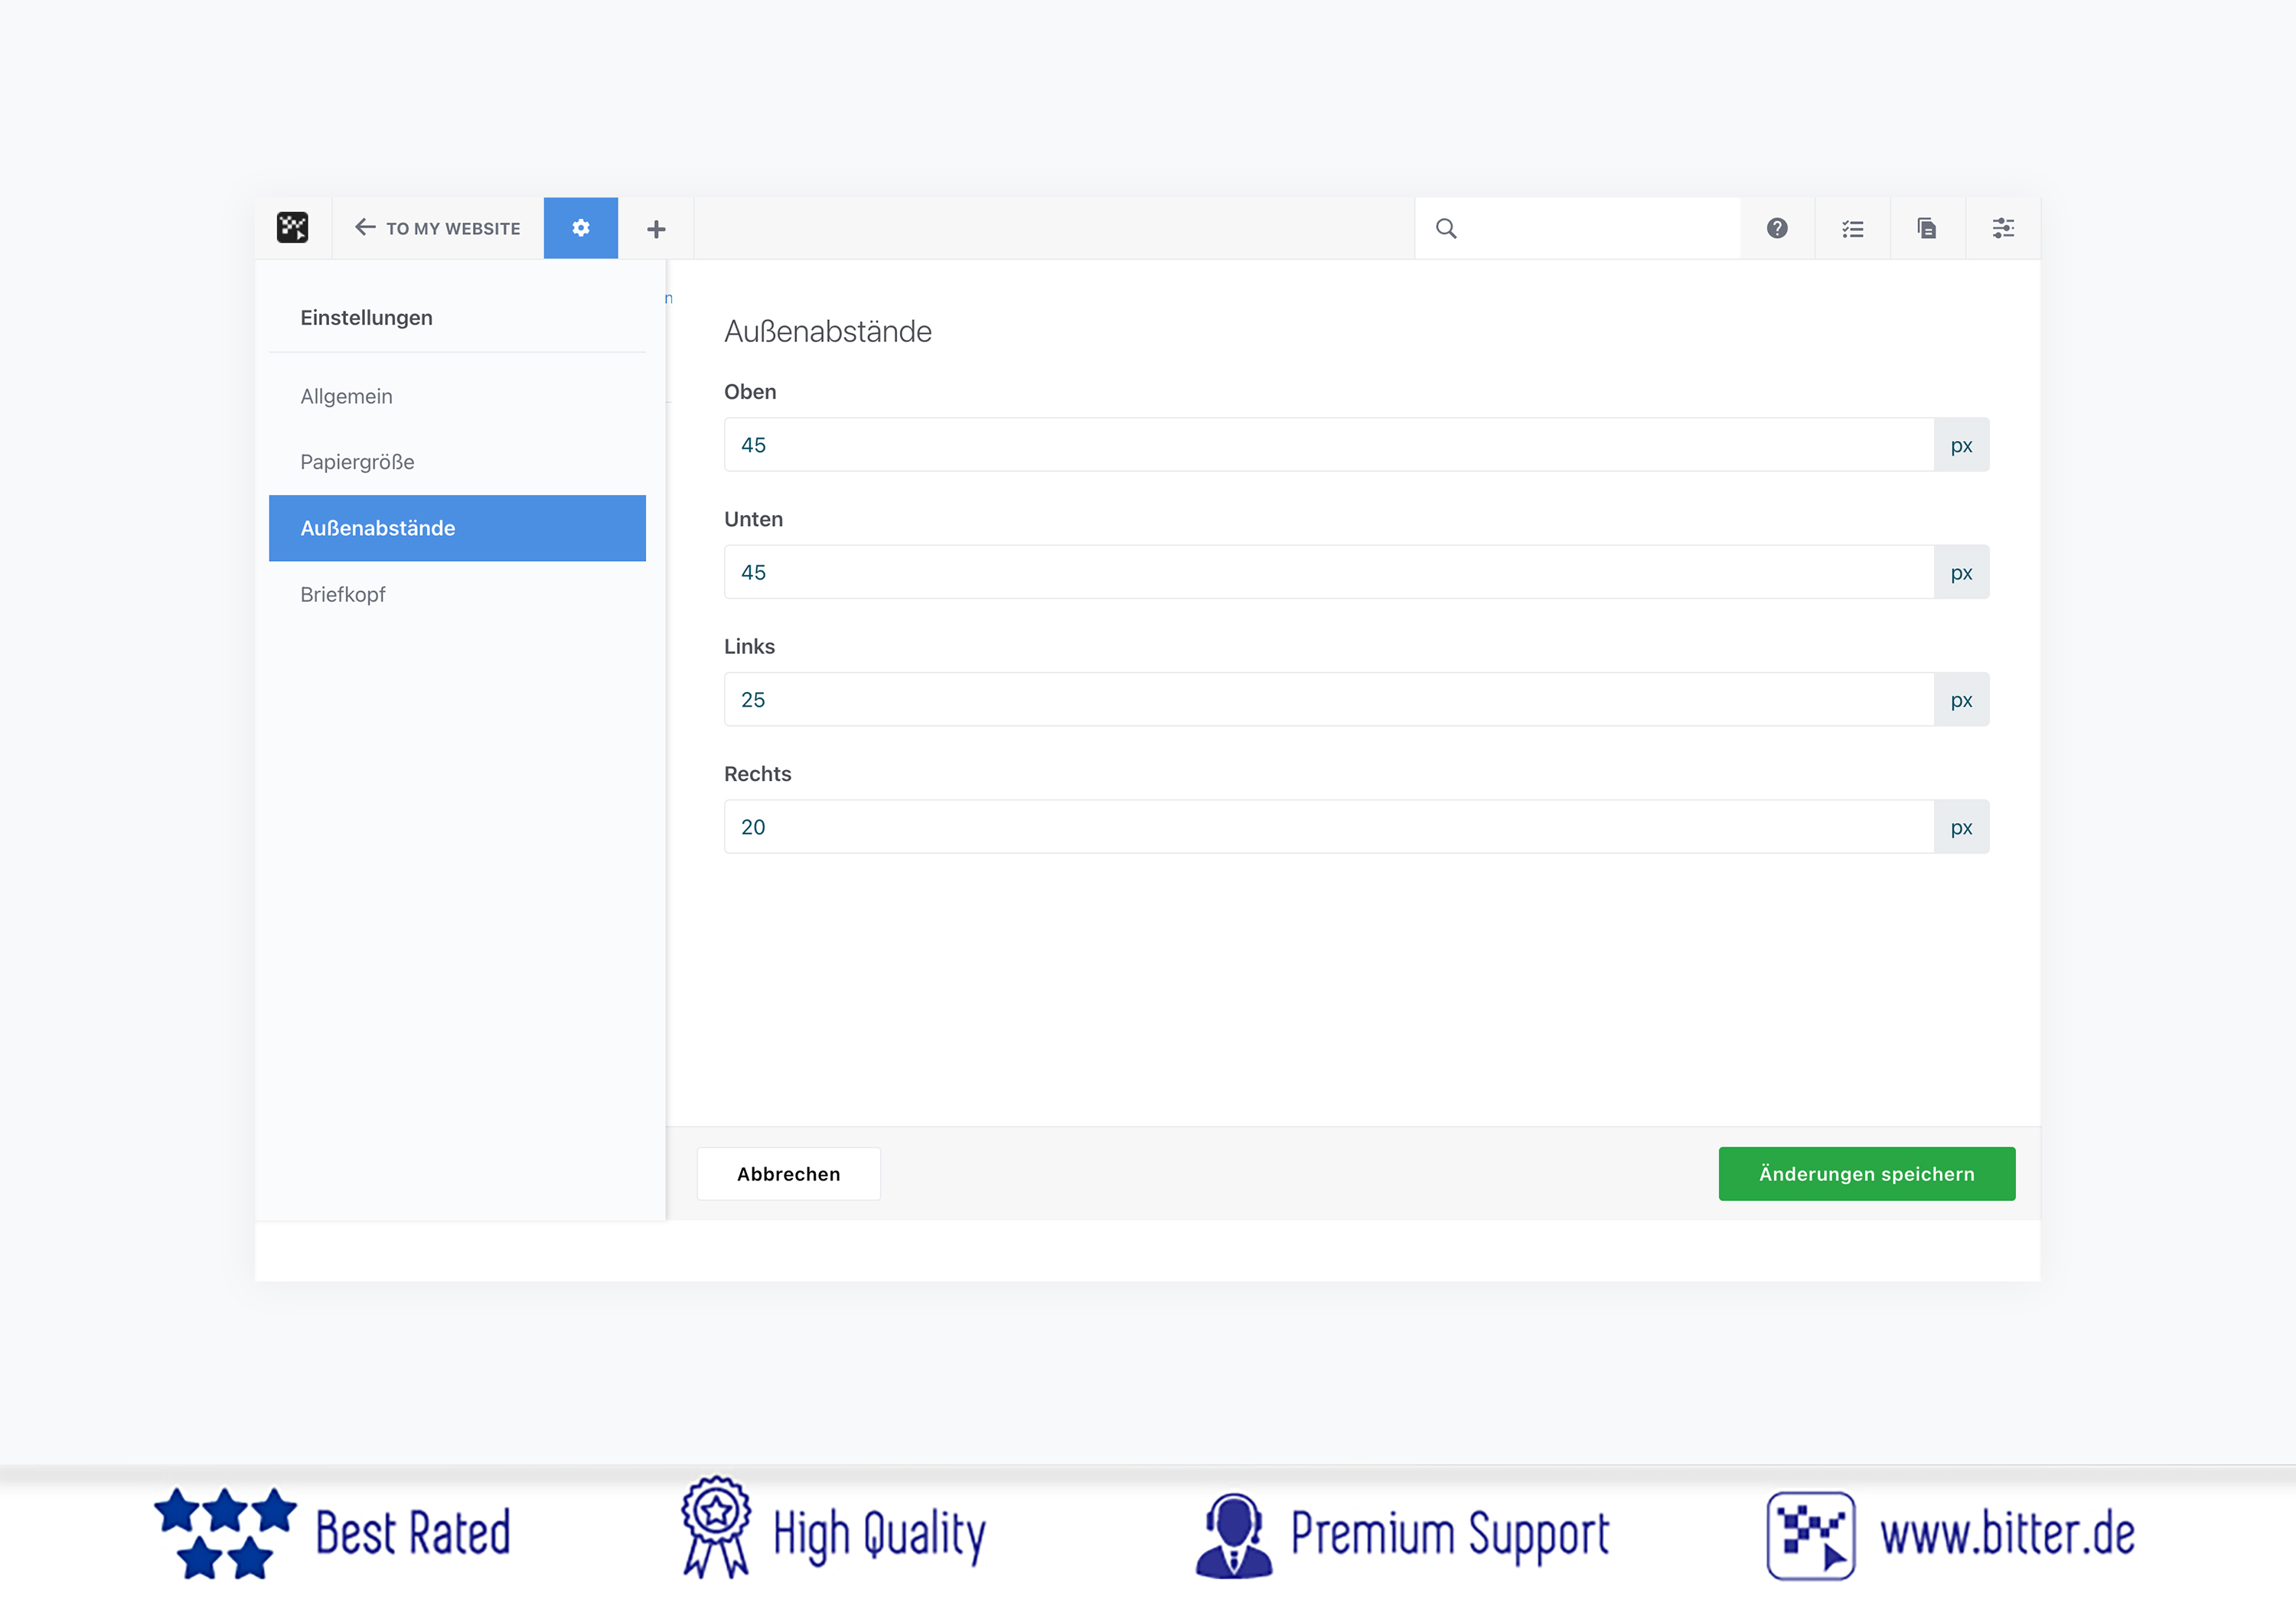 TO MY WEBSITE
Einstellungen
Allgemein
Papiergröße
Außenabstände
Briefkopf
n
Außenabstände
Oben
45 px
Unten
45 px
Links
25 px
Rechts
20 px
Abbrechen
Änderungen speichern
Best Rated
High Quality
Premium Support
www.bitter.de